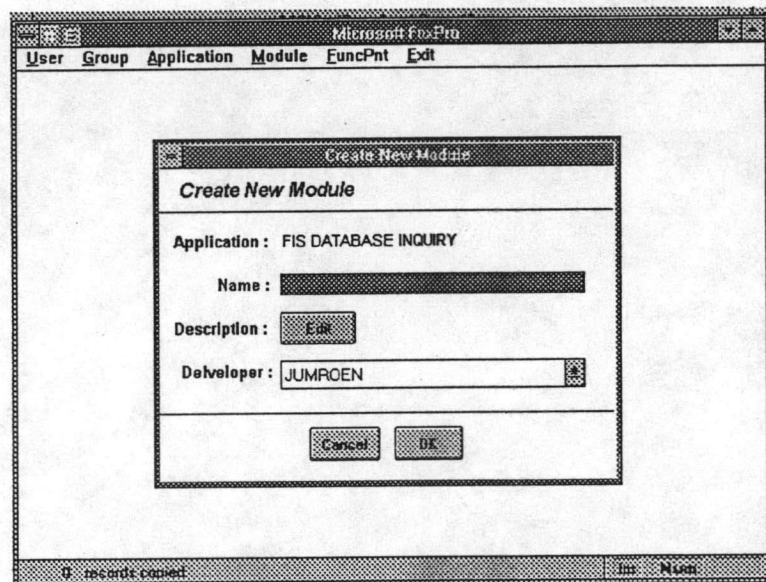 Microsoft FoxPro
User Group Application Module FuncPnt Exit
Create New Module
Create New Module
Application : FIS DATABASE INQUIRY
Name :
Description : Edit
Delveloper : JUMROEN
Cancel OK
0 records copied Ins Num